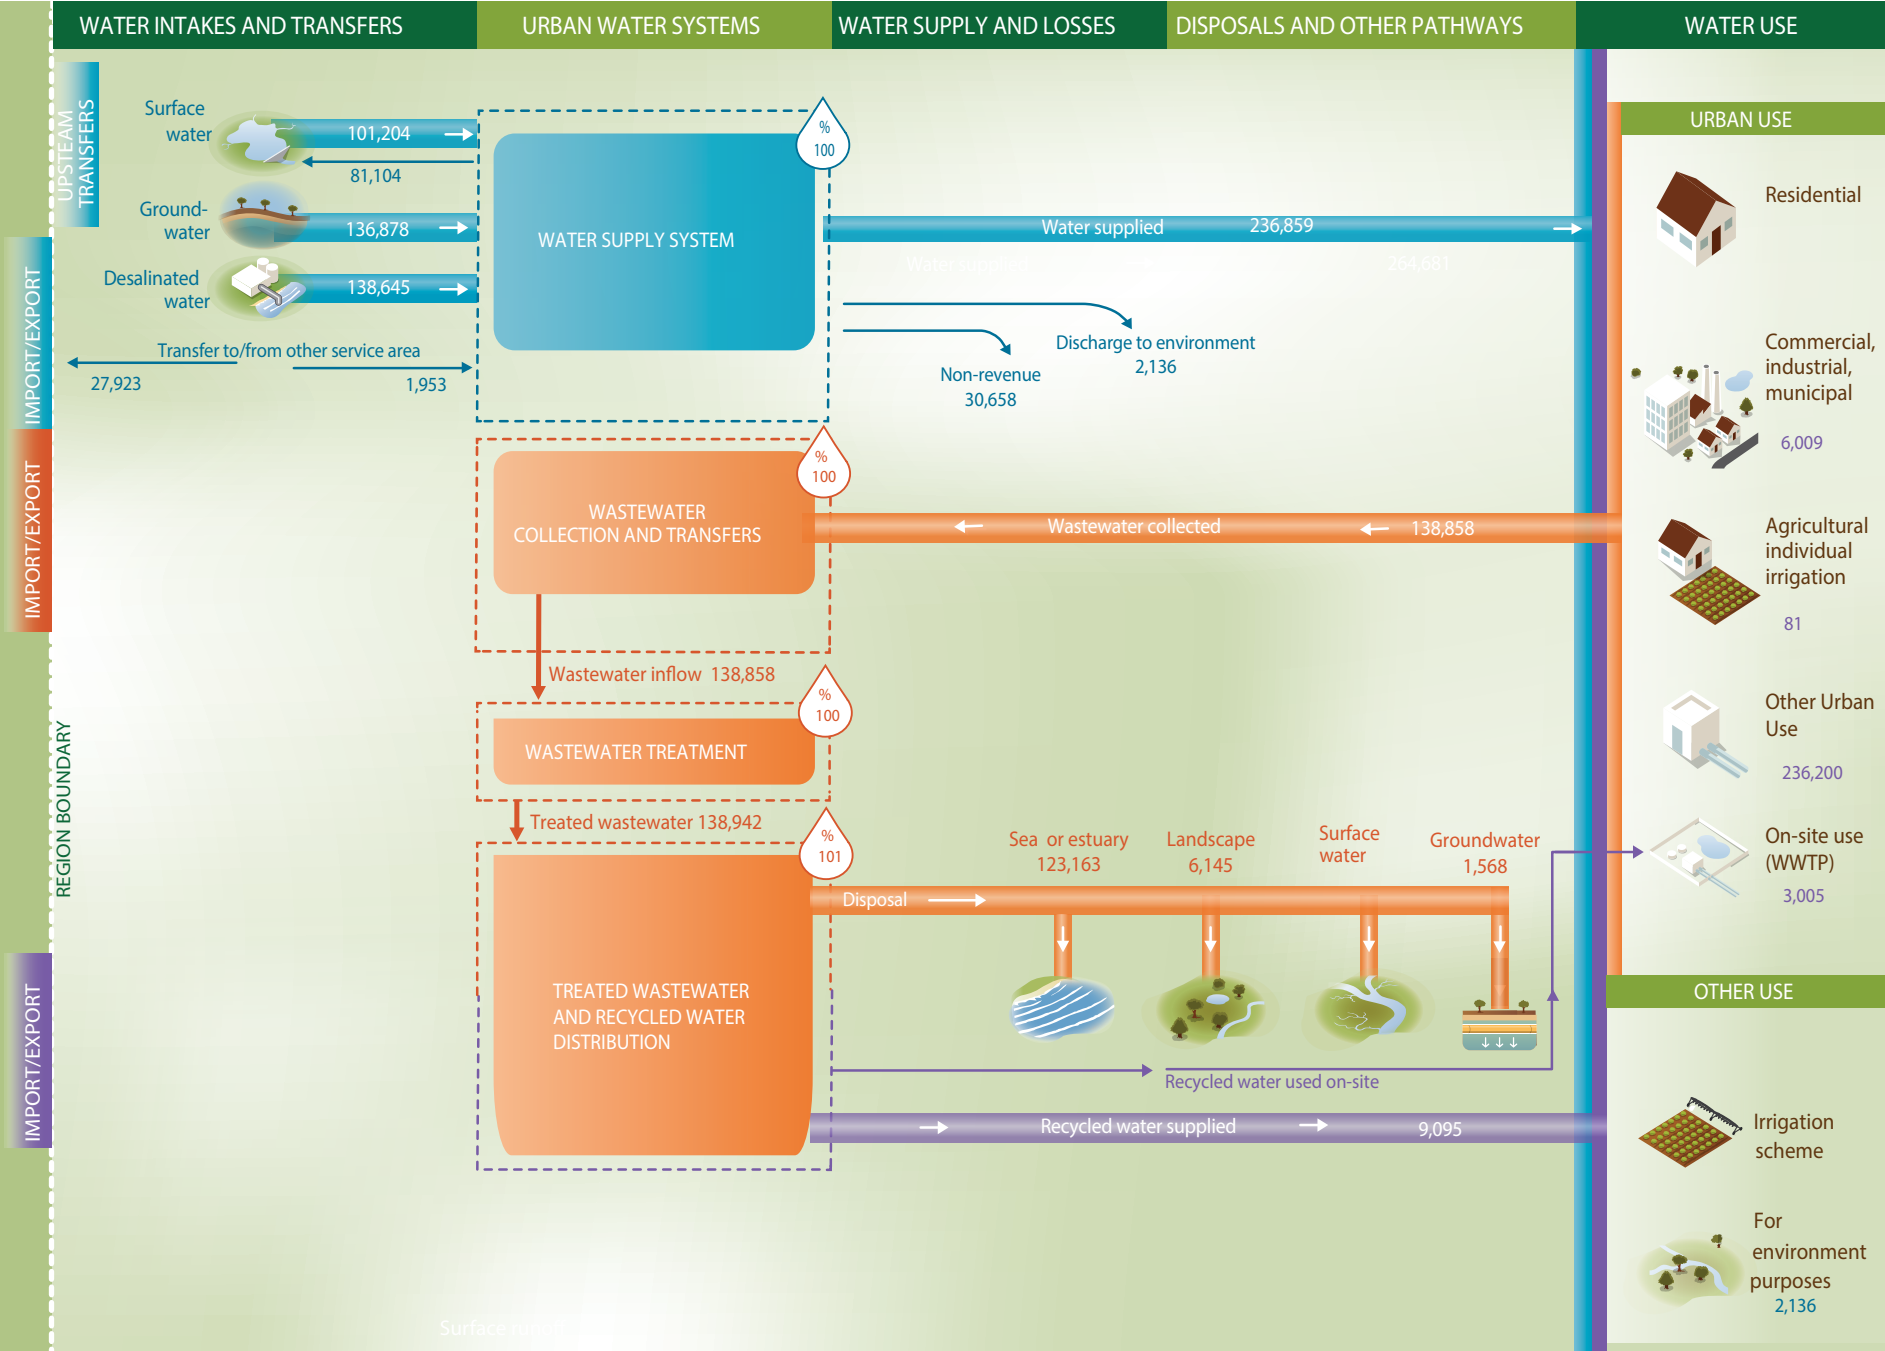 WATER INTAKES AND TRANSFERS
URBAN WATER SYSTEMS
WATER SUPPLY AND LOSSES
DISPOSALS AND OTHER PATHWAYS
WATER USE
UPSTEAM
TRANSFERS
IMPORT/EXPORT
IMPORT/EXPORT
REGION BOUNDARY
IMPORT/EXPORT
Surface
water
101,204
81,104
Ground-
water
136,878
Desalinated
water
138,645
Transfer to/from other service area
27,923
1,953
WATER SUPPLY SYSTEM
%
100
Water supplied
236,859
Water supplied
264,681
Discharge to environment
2,136
Non-revenue
30,658
WASTEWATER
COLLECTION AND TRANSFERS
%
100
Wastewater collected
138,858
Wastewater inflow 138,858
WASTEWATER TREATMENT
%
100
Treated wastewater 138,942
%
101
TREATED WASTEWATER
AND RECYCLED WATER
DISTRIBUTION
Disposal
Sea or estuary
123,163
Landscape
6,145
Surface
water
Groundwater
1,568
Recycled water used on-site
Recycled water supplied
9,095
URBAN USE
Residential
Commercial,
industrial,
municipal
6,009
Agricultural
individual
irrigation
81
Other Urban
Use
236,200
On-site use
(WWTP)
3,005
OTHER USE
Irrigation
scheme
For
environment
purposes
2,136
Surface